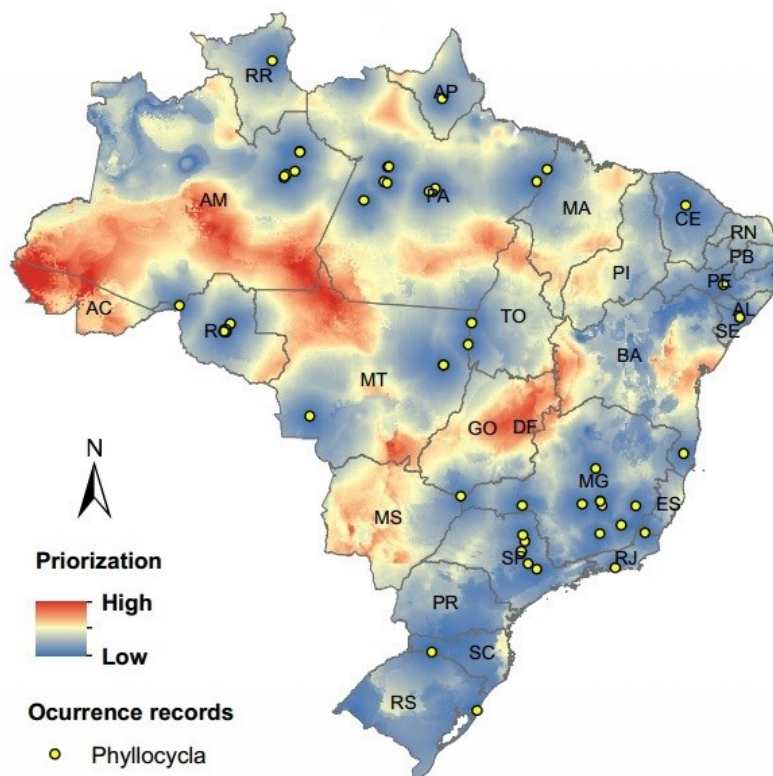 RR
AP
AM
PA
MA
CE
RN
PB
PI
PE
AL
SE
AC
RO
TO
BA
MT
GO
DF
MG
ES
MS
SP
RJ
PR
SC
RS
N
Priorization
High
Low
Ocurrence records
Phyllocycla